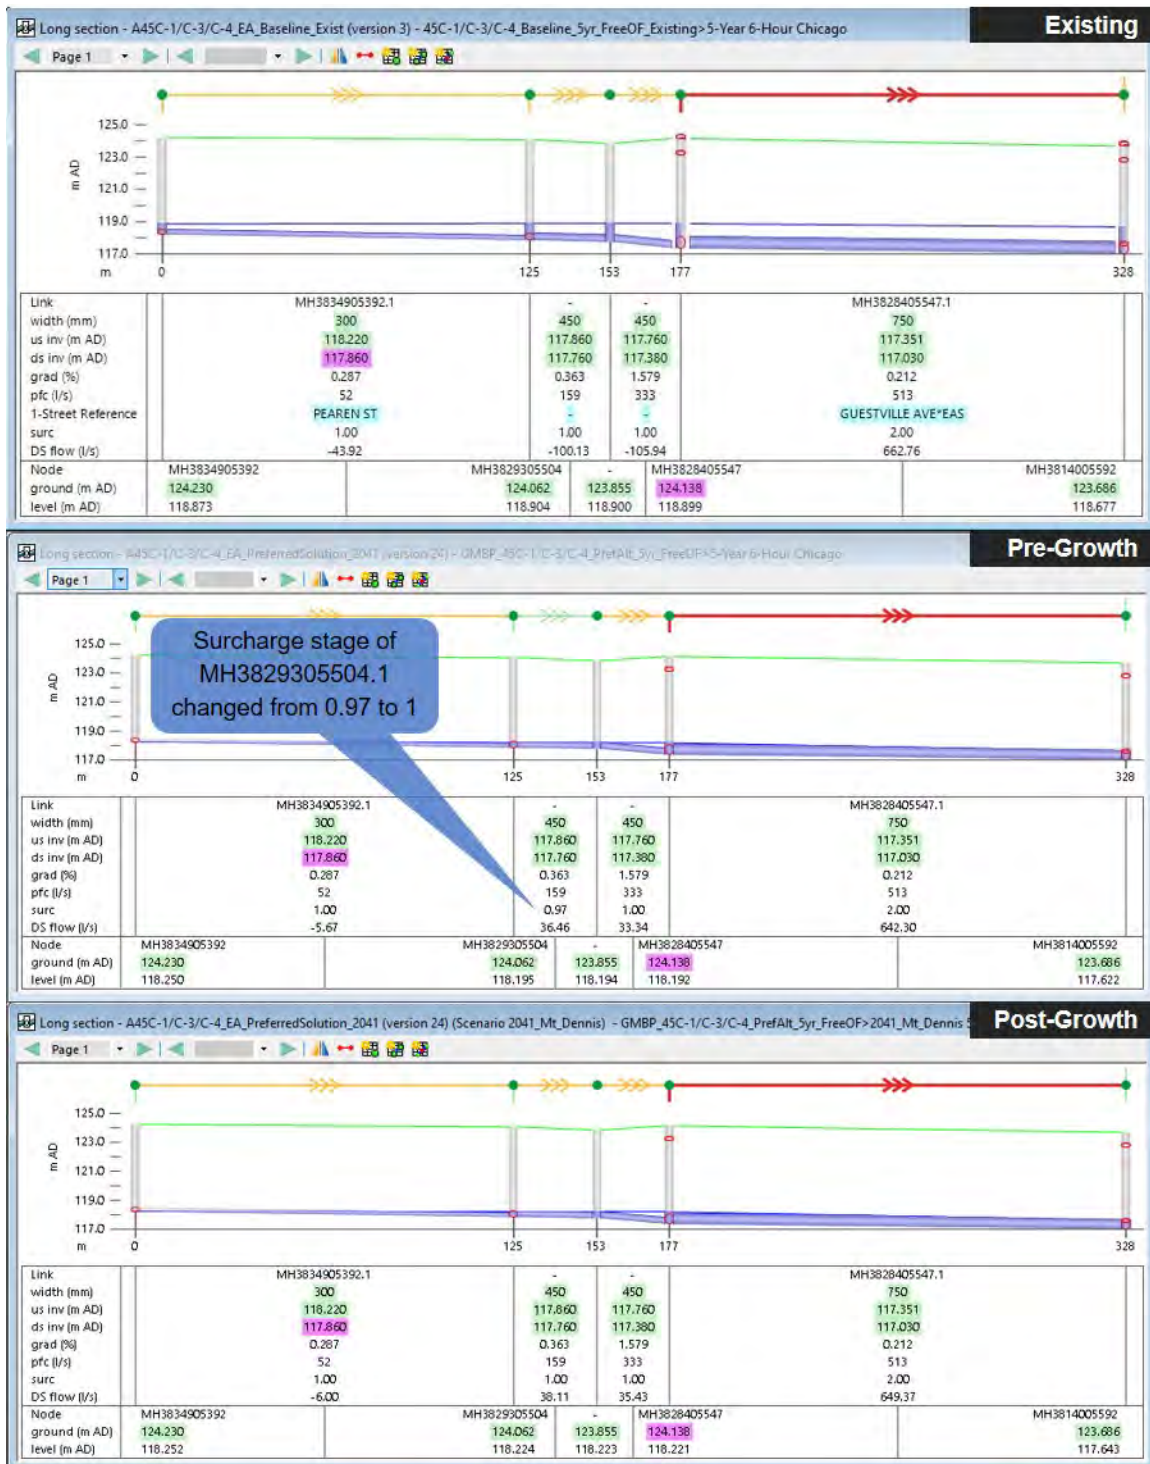 Long section - A45C-1/C-3/C-4_EA_Baseline_Exist (version 3) - 45C-1/C-3/C-4_Baseline_5yr_FreeOF_Existing>5-Year 6-Hour Chicago
Existing
Page 1
125.0
123.0
121.0
119.0
117.0
m AD
m 0 125 153 177 328
Link MH3834905392.1 - - MH3828405547.1
width (mm) 300 450 450 750
us inv (m AD) 118.220 117.860 117.760 117.351
ds inv (m AD) 117.860 117.760 117.380 117.030
grad (%) 0.287 0.363 1.579 0.212
pfc (l/s) 52 159 333 513
1-Street Reference PEAREN ST - - GUESTVILLE AVE*EAS
surc 1.00 1.00 1.00 2.00
DS flow (l/s) -43.92 -100.13 -105.94 662.76
Node MH3834905392 MH3829305504 - MH3828405547 MH3814005592
ground (m AD) 124.230 124.062 123.855 124.138 123.686
level (m AD) 118.873 118.904 118.900 118.899 118.677
Long section - A45C-1/C-3/C-4_EA_PreferredSolution_2041 (version 24) - GMBP_45C-1/C-3/C-4_PrefAlt_5yr_FreeOF>5-Year 6-Hour Chicago
Pre-Growth
Page 1
Surcharge stage of
MH3829305504.1
changed from 0.97 to 1
125.0
123.0
121.0
119.0
117.0
m AD
m 0 125 153 177 328
Link MH3834905392.1 - - MH3828405547.1
width (mm) 300 450 450 750
us inv (m AD) 118.220 117.860 117.760 117.351
ds inv (m AD) 117.860 117.760 117.380 117.030
grad (%) 0.287 0.363 1.579 0.212
pfc (l/s) 52 159 333 513
surc 1.00 0.97 1.00 2.00
DS flow (l/s) -5.67 36.46 33.34 642.30
Node MH3834905392 MH3829305504 - MH3828405547 MH3814005592
ground (m AD) 124.230 124.062 123.855 124.138 123.686
level (m AD) 118.250 118.195 118.194 118.192 117.622
Long section - A45C-1/C-3/C-4_EA_PreferredSolution_2041 (version 24) (Scenario 2041_Mt_Dennis) - GMBP_45C-1/C-3/C-4_PrefAlt_5yr_FreeOF>2041_Mt_Dennis
Post-Growth
Page 1
125.0
123.0
121.0
119.0
117.0
m AD
m 0 125 153 177 328
Link MH3834905392.1 - - MH3828405547.1
width (mm) 300 450 450 750
us inv (m AD) 118.220 117.860 117.760 117.351
ds inv (m AD) 117.860 117.760 117.380 117.030
grad (%) 0.287 0.363 1.579 0.212
pfc (l/s) 52 159 333 513
surc 1.00 1.00 1.00 2.00
DS flow (l/s) -6.00 38.11 35.43 649.37
Node MH3834905392 MH3829305504 - MH3828405547 MH3814005592
ground (m AD) 124.230 124.062 123.855 124.138 123.686
level (m AD) 118.252 118.224 118.223 118.221 117.643